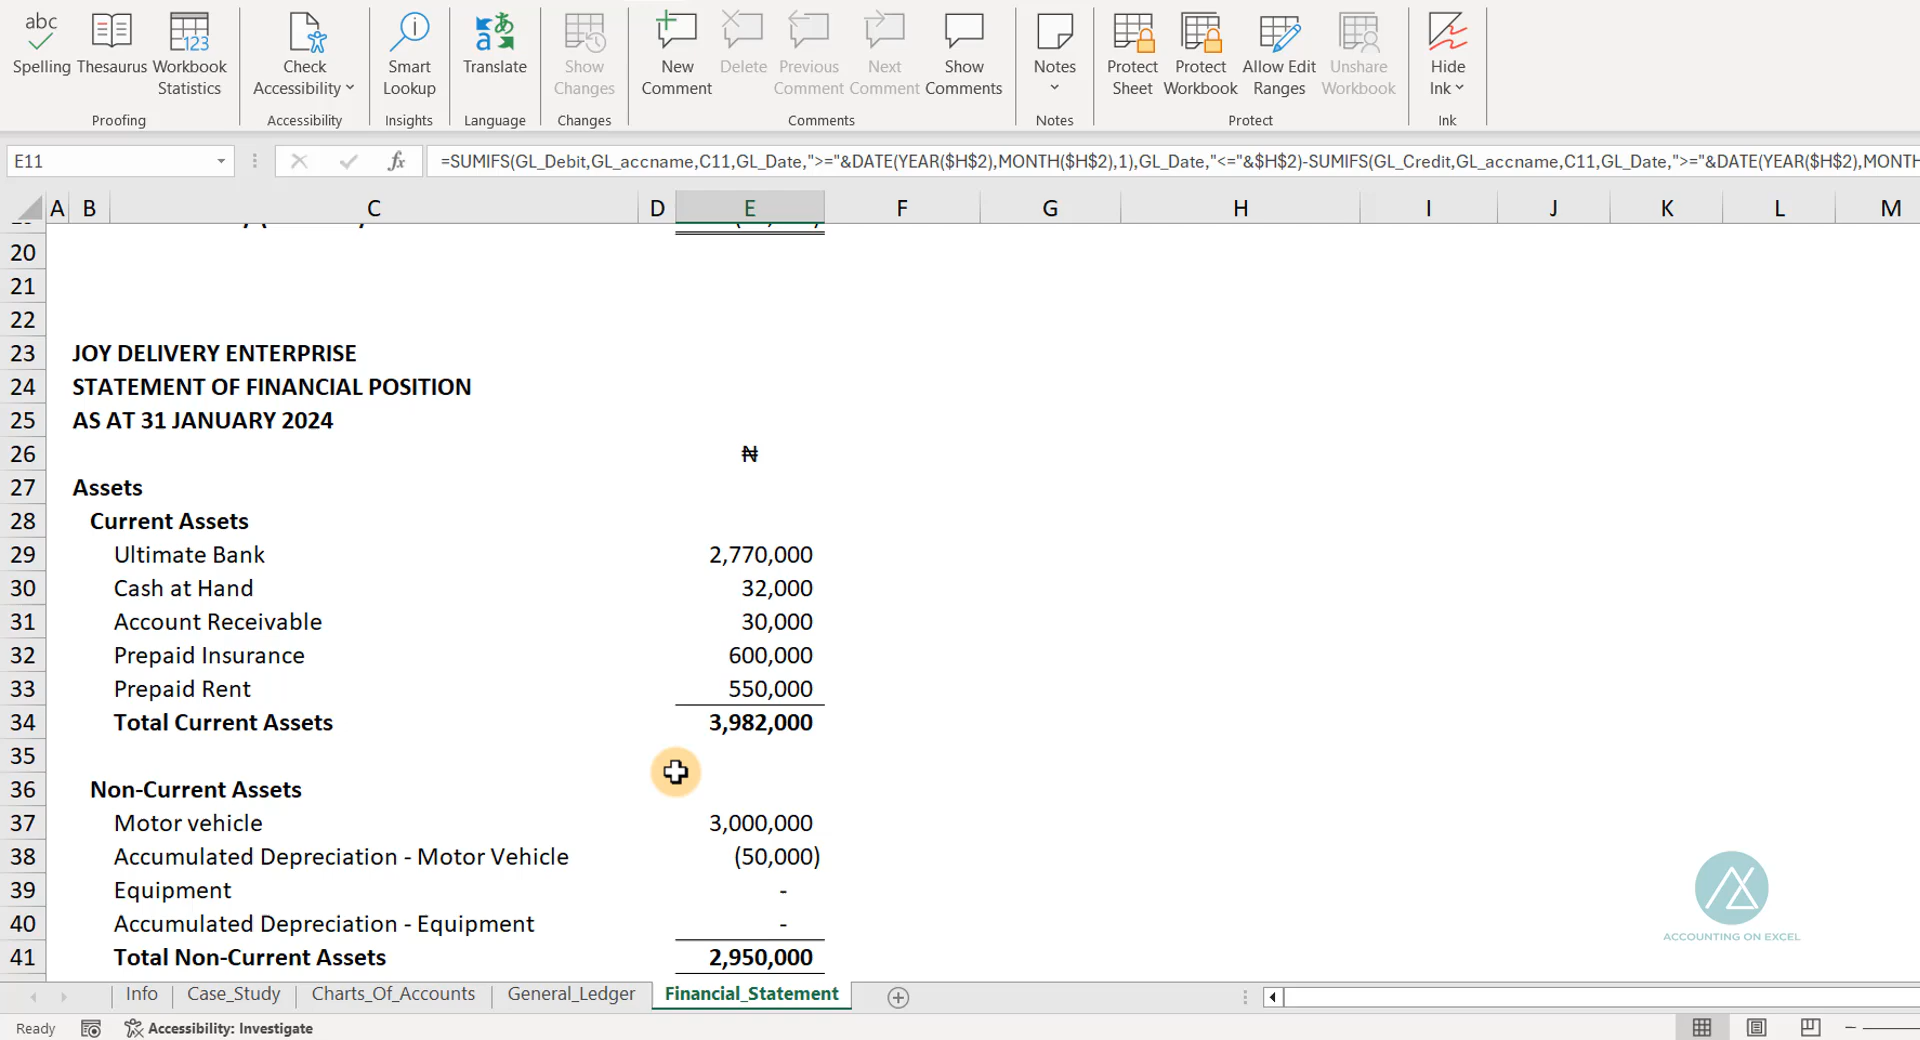 abc
123
Spelling Thesaurus Workbook Statistics
Check Accessibility
Smart Lookup
Translate
Show Changes
New Comment
Delete
Previous Comment
Next Comment
Show Comments
Notes
Protect Sheet
Protect Workbook
Allow Edit Ranges
Unshare Workbook
Hide Ink
Proofing Accessibility Insights Language Changes Comments Notes Protect Ink
E11 fx =SUMIFS(GL_Debit,GL_accname,C11,GL_Date,">="&DATE(YEAR($H$2),MONTH($H$2),1),GL_Date,"<="&$H$2)-SUMIFS(GL_Credit,GL_accname,C11,GL_Date,">="&DATE(YEAR($H$2),MONTH
A B C D E F G H I J K L M
20
21
22
23 JOY DELIVERY ENTERPRISE
24 STATEMENT OF FINANCIAL POSITION
25 AS AT 31 JANUARY 2024
26 ₦
27 Assets
28 Current Assets
29 Ultimate Bank 2,770,000
30 Cash at Hand 32,000
31 Account Receivable 30,000
32 Prepaid Insurance 600,000
33 Prepaid Rent 550,000
34 Total Current Assets 3,982,000
35
36 Non-Current Assets
37 Motor vehicle 3,000,000
38 Accumulated Depreciation - Motor Vehicle (50,000)
39 Equipment -
40 Accumulated Depreciation - Equipment -
41 Total Non-Current Assets 2,950,000
ACCOUNTING ON EXCEL
Info Case_Study Charts_Of_Accounts General_Ledger Financial_Statement
Ready Accessibility: Investigate